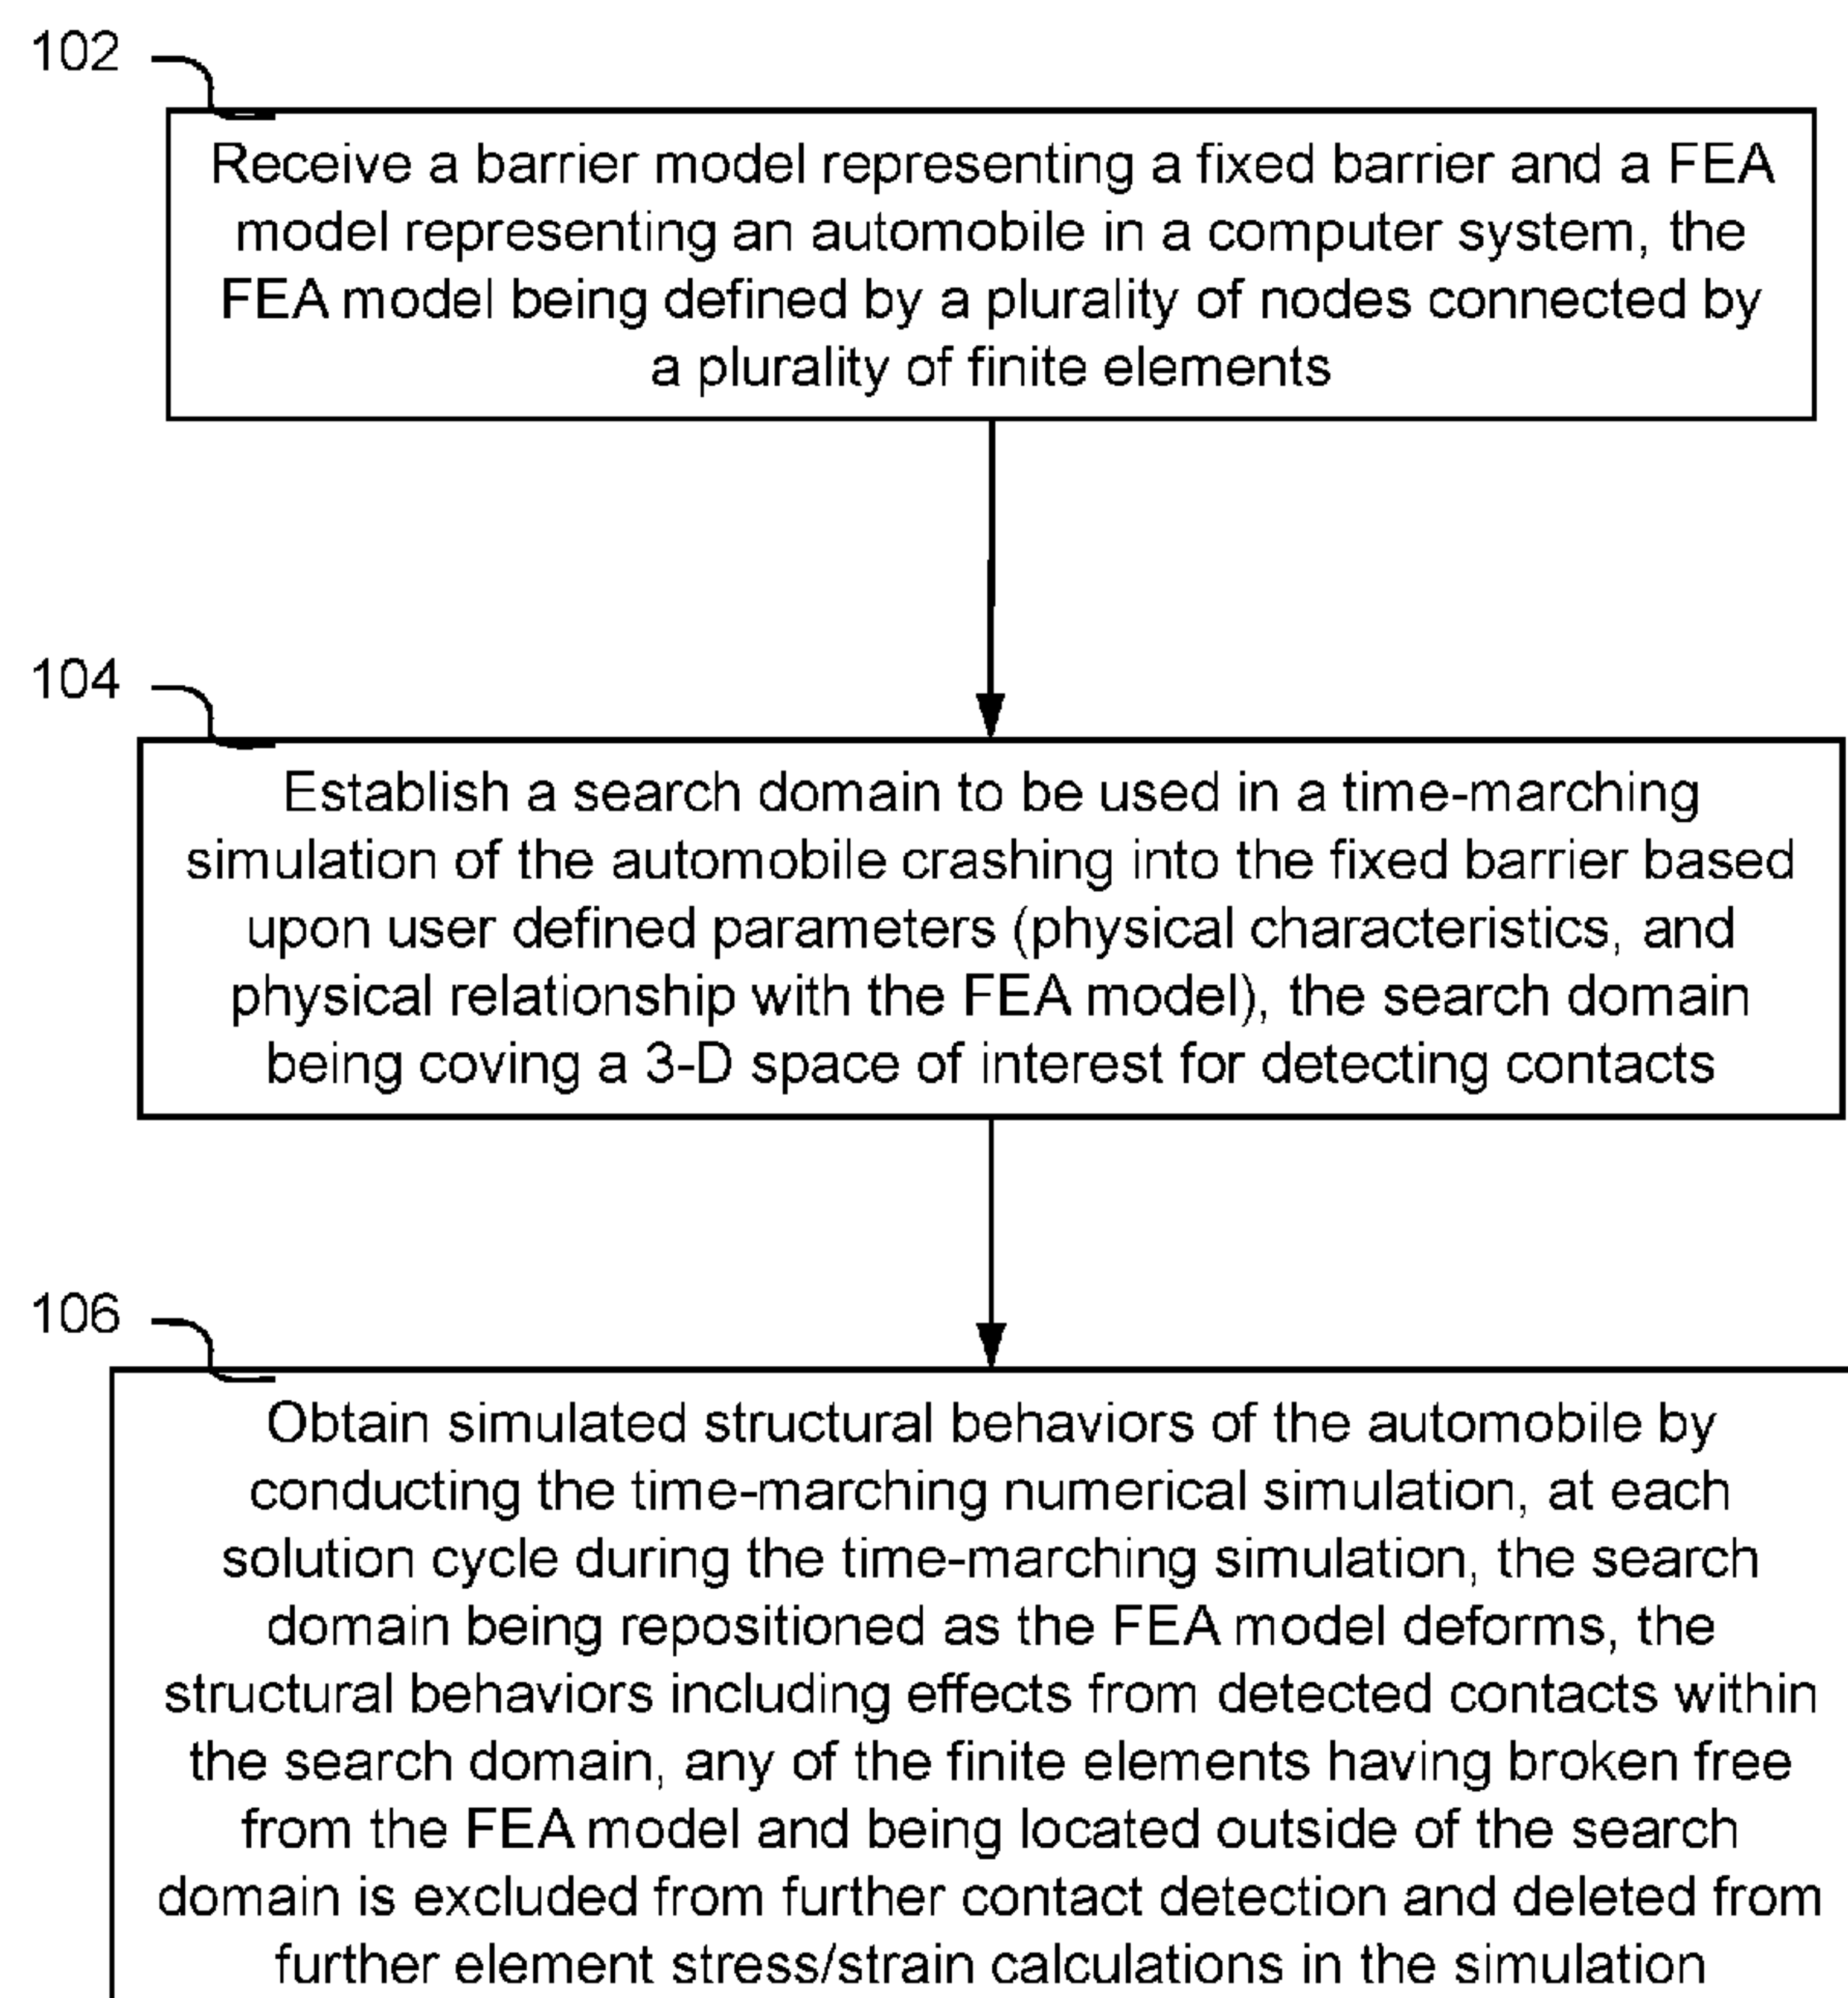 102
Receive a barrier model representing a fixed barrier and a FEA
model representing an automobile in a computer system, the
FEA model being defined by a plurality of nodes connected by
a plurality of finite elements
104
Establish a search domain to be used in a time-marching
simulation of the automobile crashing into the fixed barrier based
upon user defined parameters (physical characteristics, and
physical relationship with the FEA model), the search domain
being coving a 3-D space of interest for detecting contacts
106
Obtain simulated structural behaviors of the automobile by
conducting the time-marching numerical simulation, at each
solution cycle during the time-marching simulation, the search
domain being repositioned as the FEA model deforms, the
structural behaviors including effects from detected contacts within
the search domain, any of the finite elements having broken free
from the FEA model and being located outside of the search
domain is excluded from further contact detection and deleted from
further element stress/strain calculations in the simulation